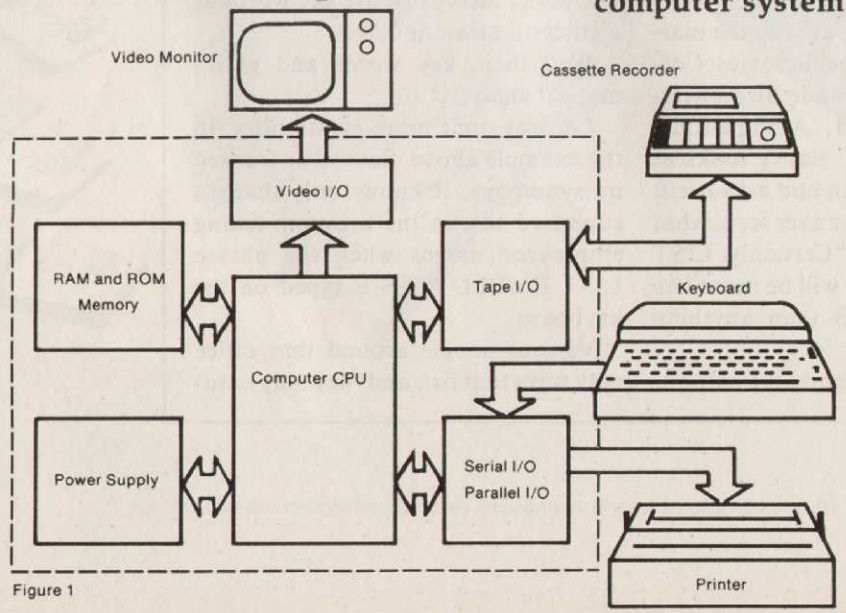 computer system
Video Monitor
Cassette Recorder
Video I/O
RAM and ROM
Memory
Tape I/O
Keyboard
Computer CPU
Power Supply
Serial I/O
Parallel I/O
Printer
Figure 1